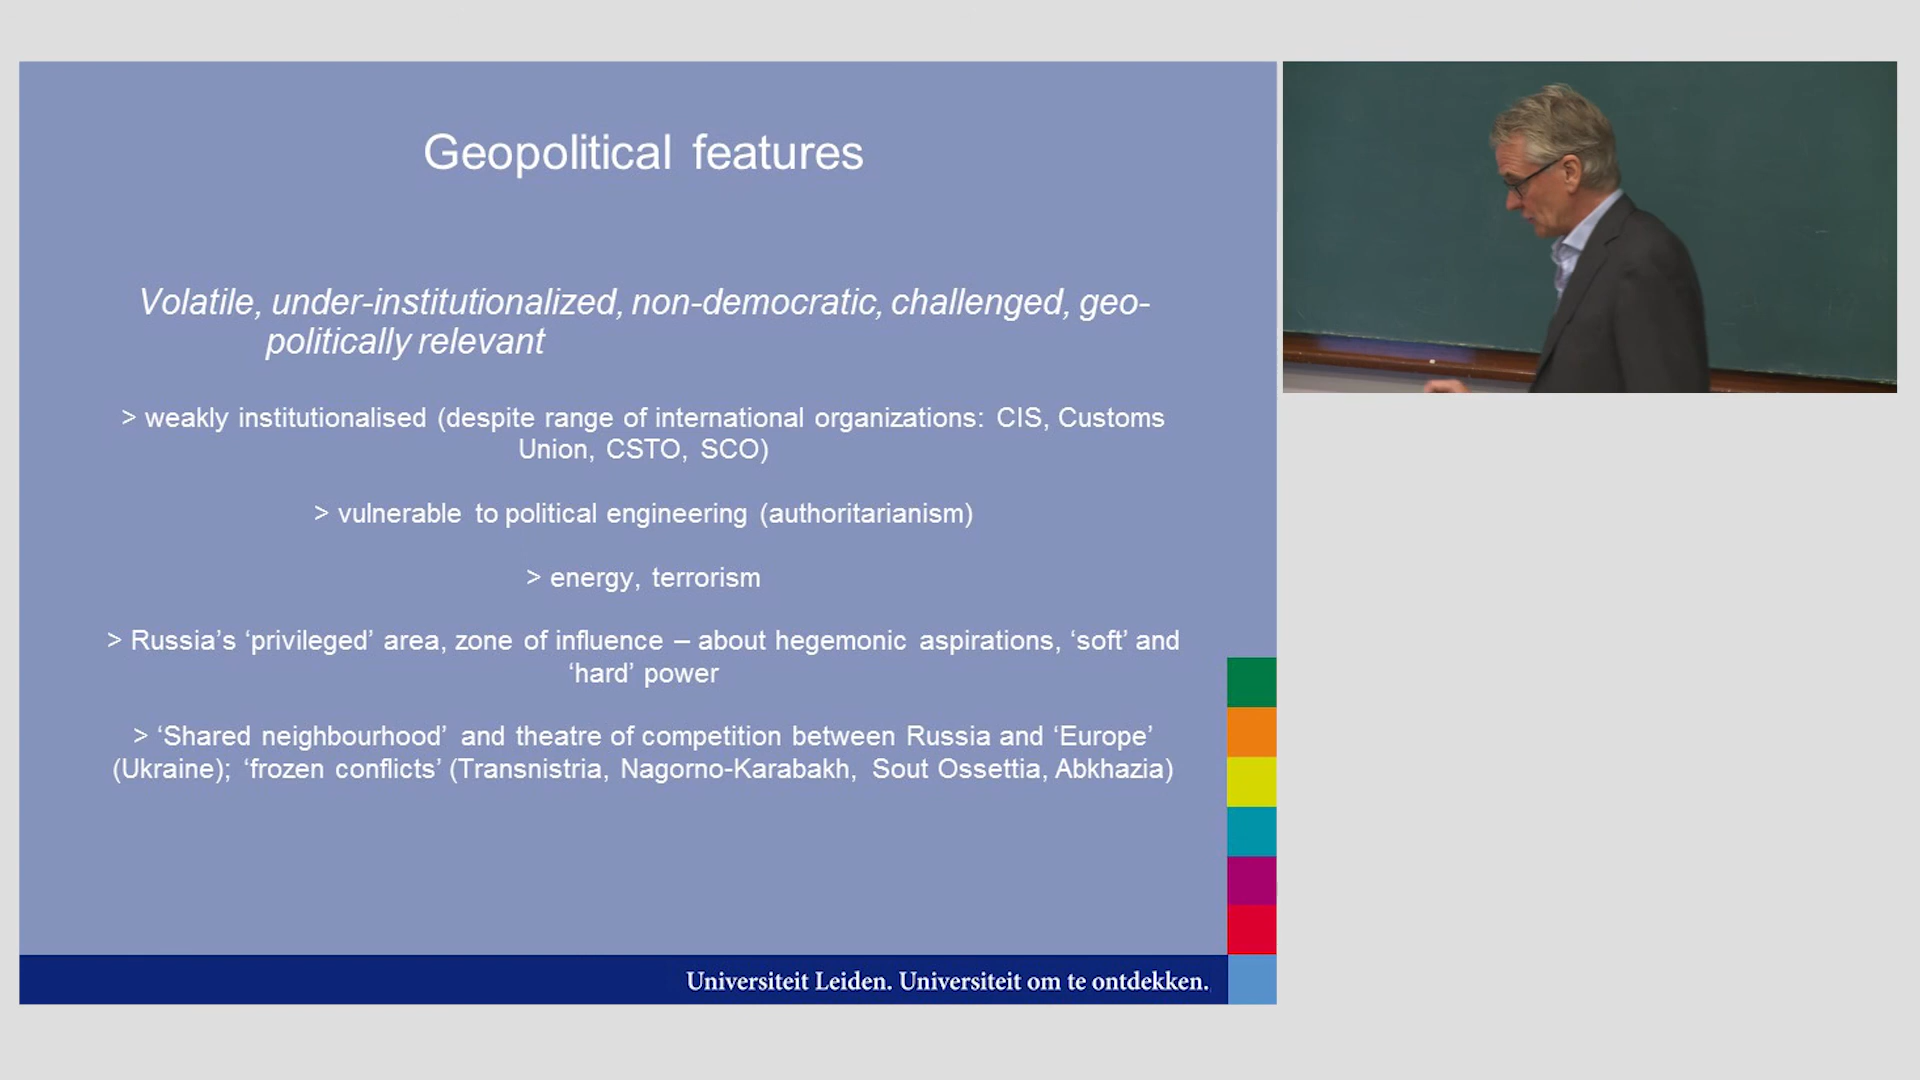 Geopolitical features
Volatile, under-institutionalized, non-democratic, challenged, geo-
politically relevant
> weakly institutionalised (despite range of international organizations: CIS, Customs
Union, CSTO, SCO)
> vulnerable to political engineering (authoritarianism)
> energy, terrorism
> Russia’s ‘privileged’ area, zone of influence – about hegemonic aspirations, ‘soft’ and
‘hard’ power
> ‘Shared neighbourhood’ and theatre of competition between Russia and ‘Europe’
(Ukraine); ‘frozen conflicts’ (Transnistria, Nagorno-Karabakh, Sout Ossettia, Abkhazia)
Universiteit Leiden. Universiteit om te ontdekken.